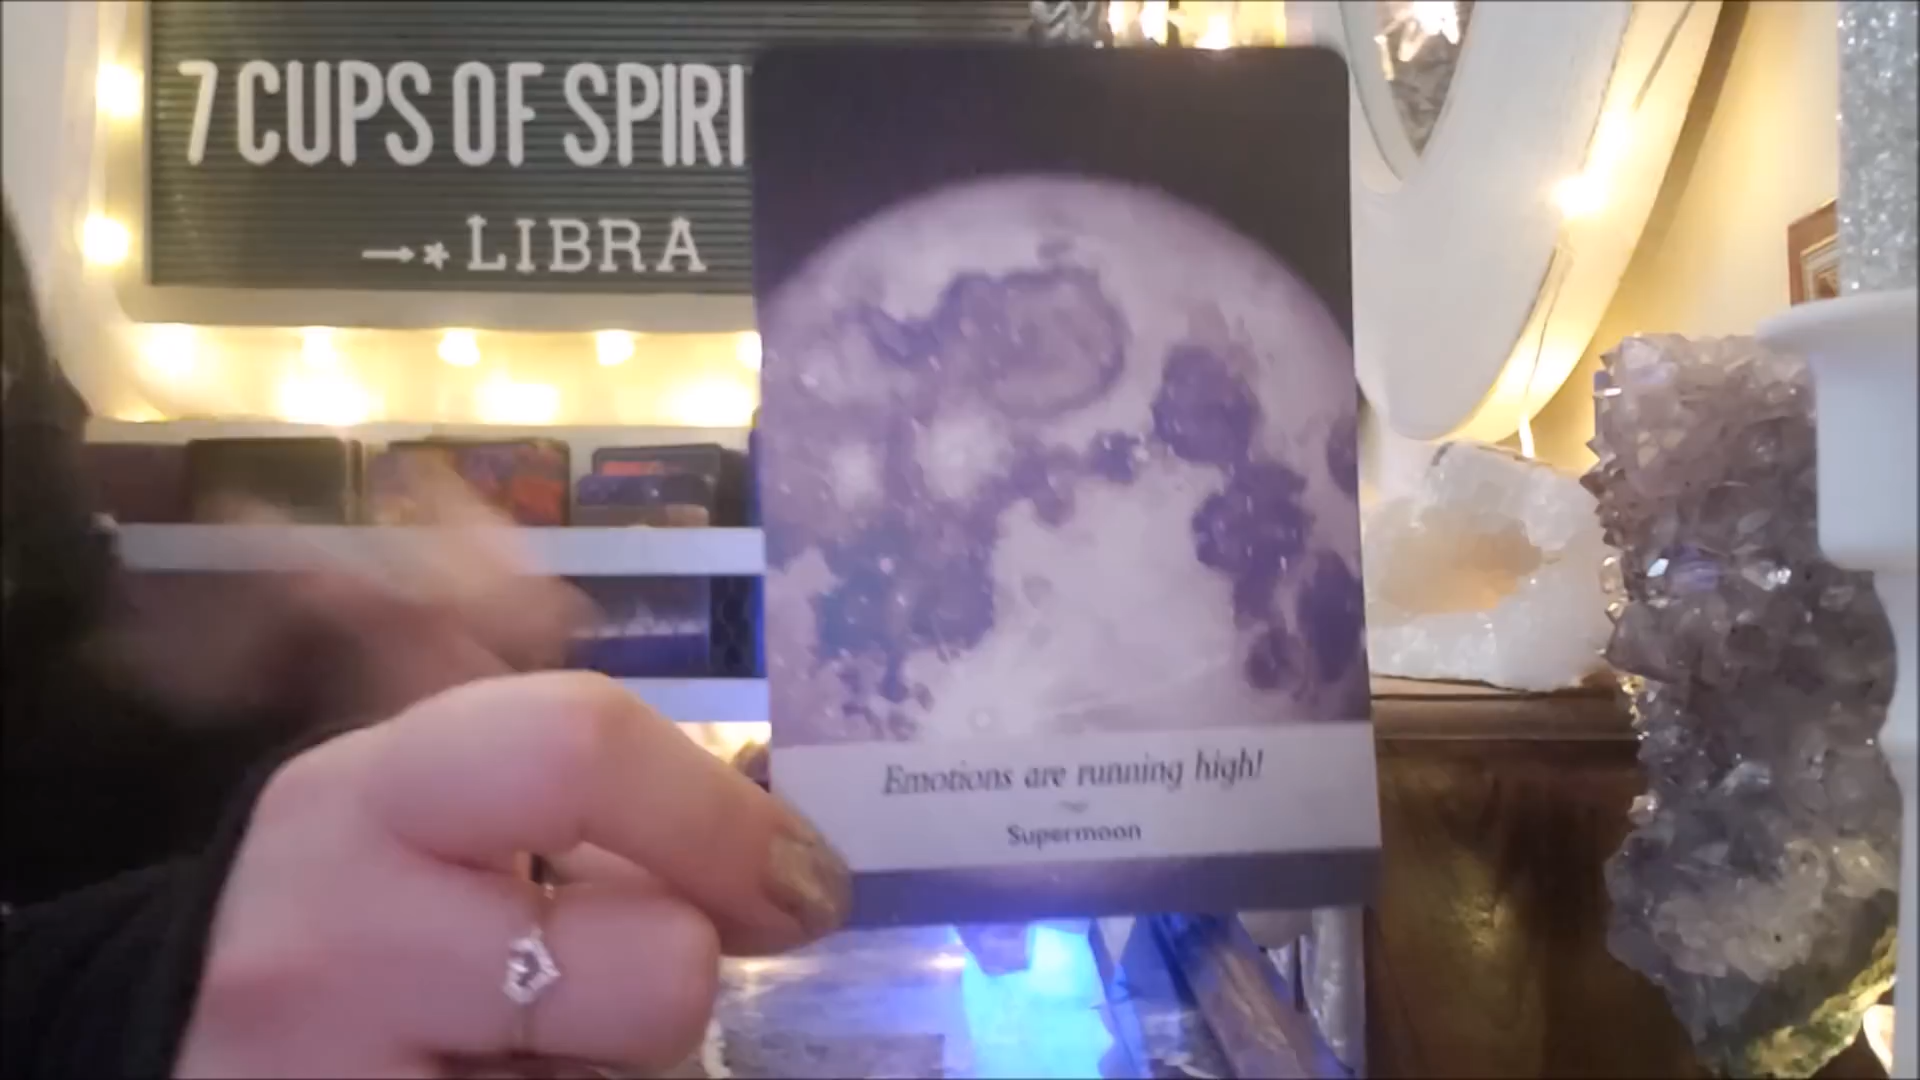 7 CUPS OF SPIRI
→★LIBRA
Emotions are running high!
Supermoon